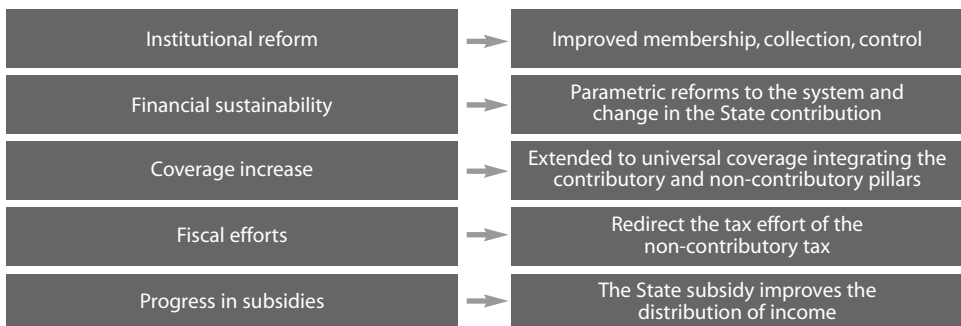 Institutional reform
Improved membership, collection, control
Financial sustainability
Parametric reforms to the system and
change in the State contribution
Coverage increase
Extended to universal coverage integrating the
contributory and non-contributory pillars
Fiscal efforts
Redirect the tax effort of the
non-contributory tax
Progress in subsidies
The State subsidy improves the
distribution of income